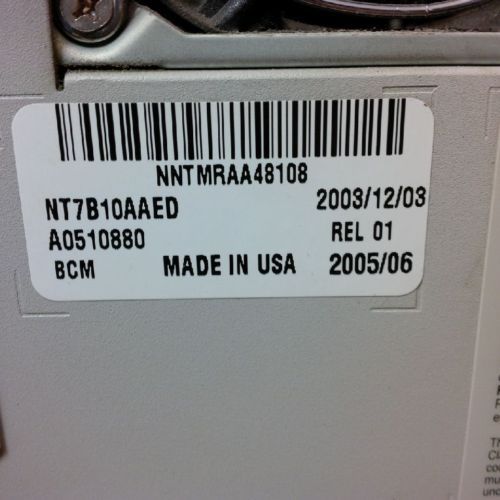 NNTMRAA48108
NT7B10AAED 2003/12/03
A0510880 REL 01
BCM MADE IN USA 2005/06